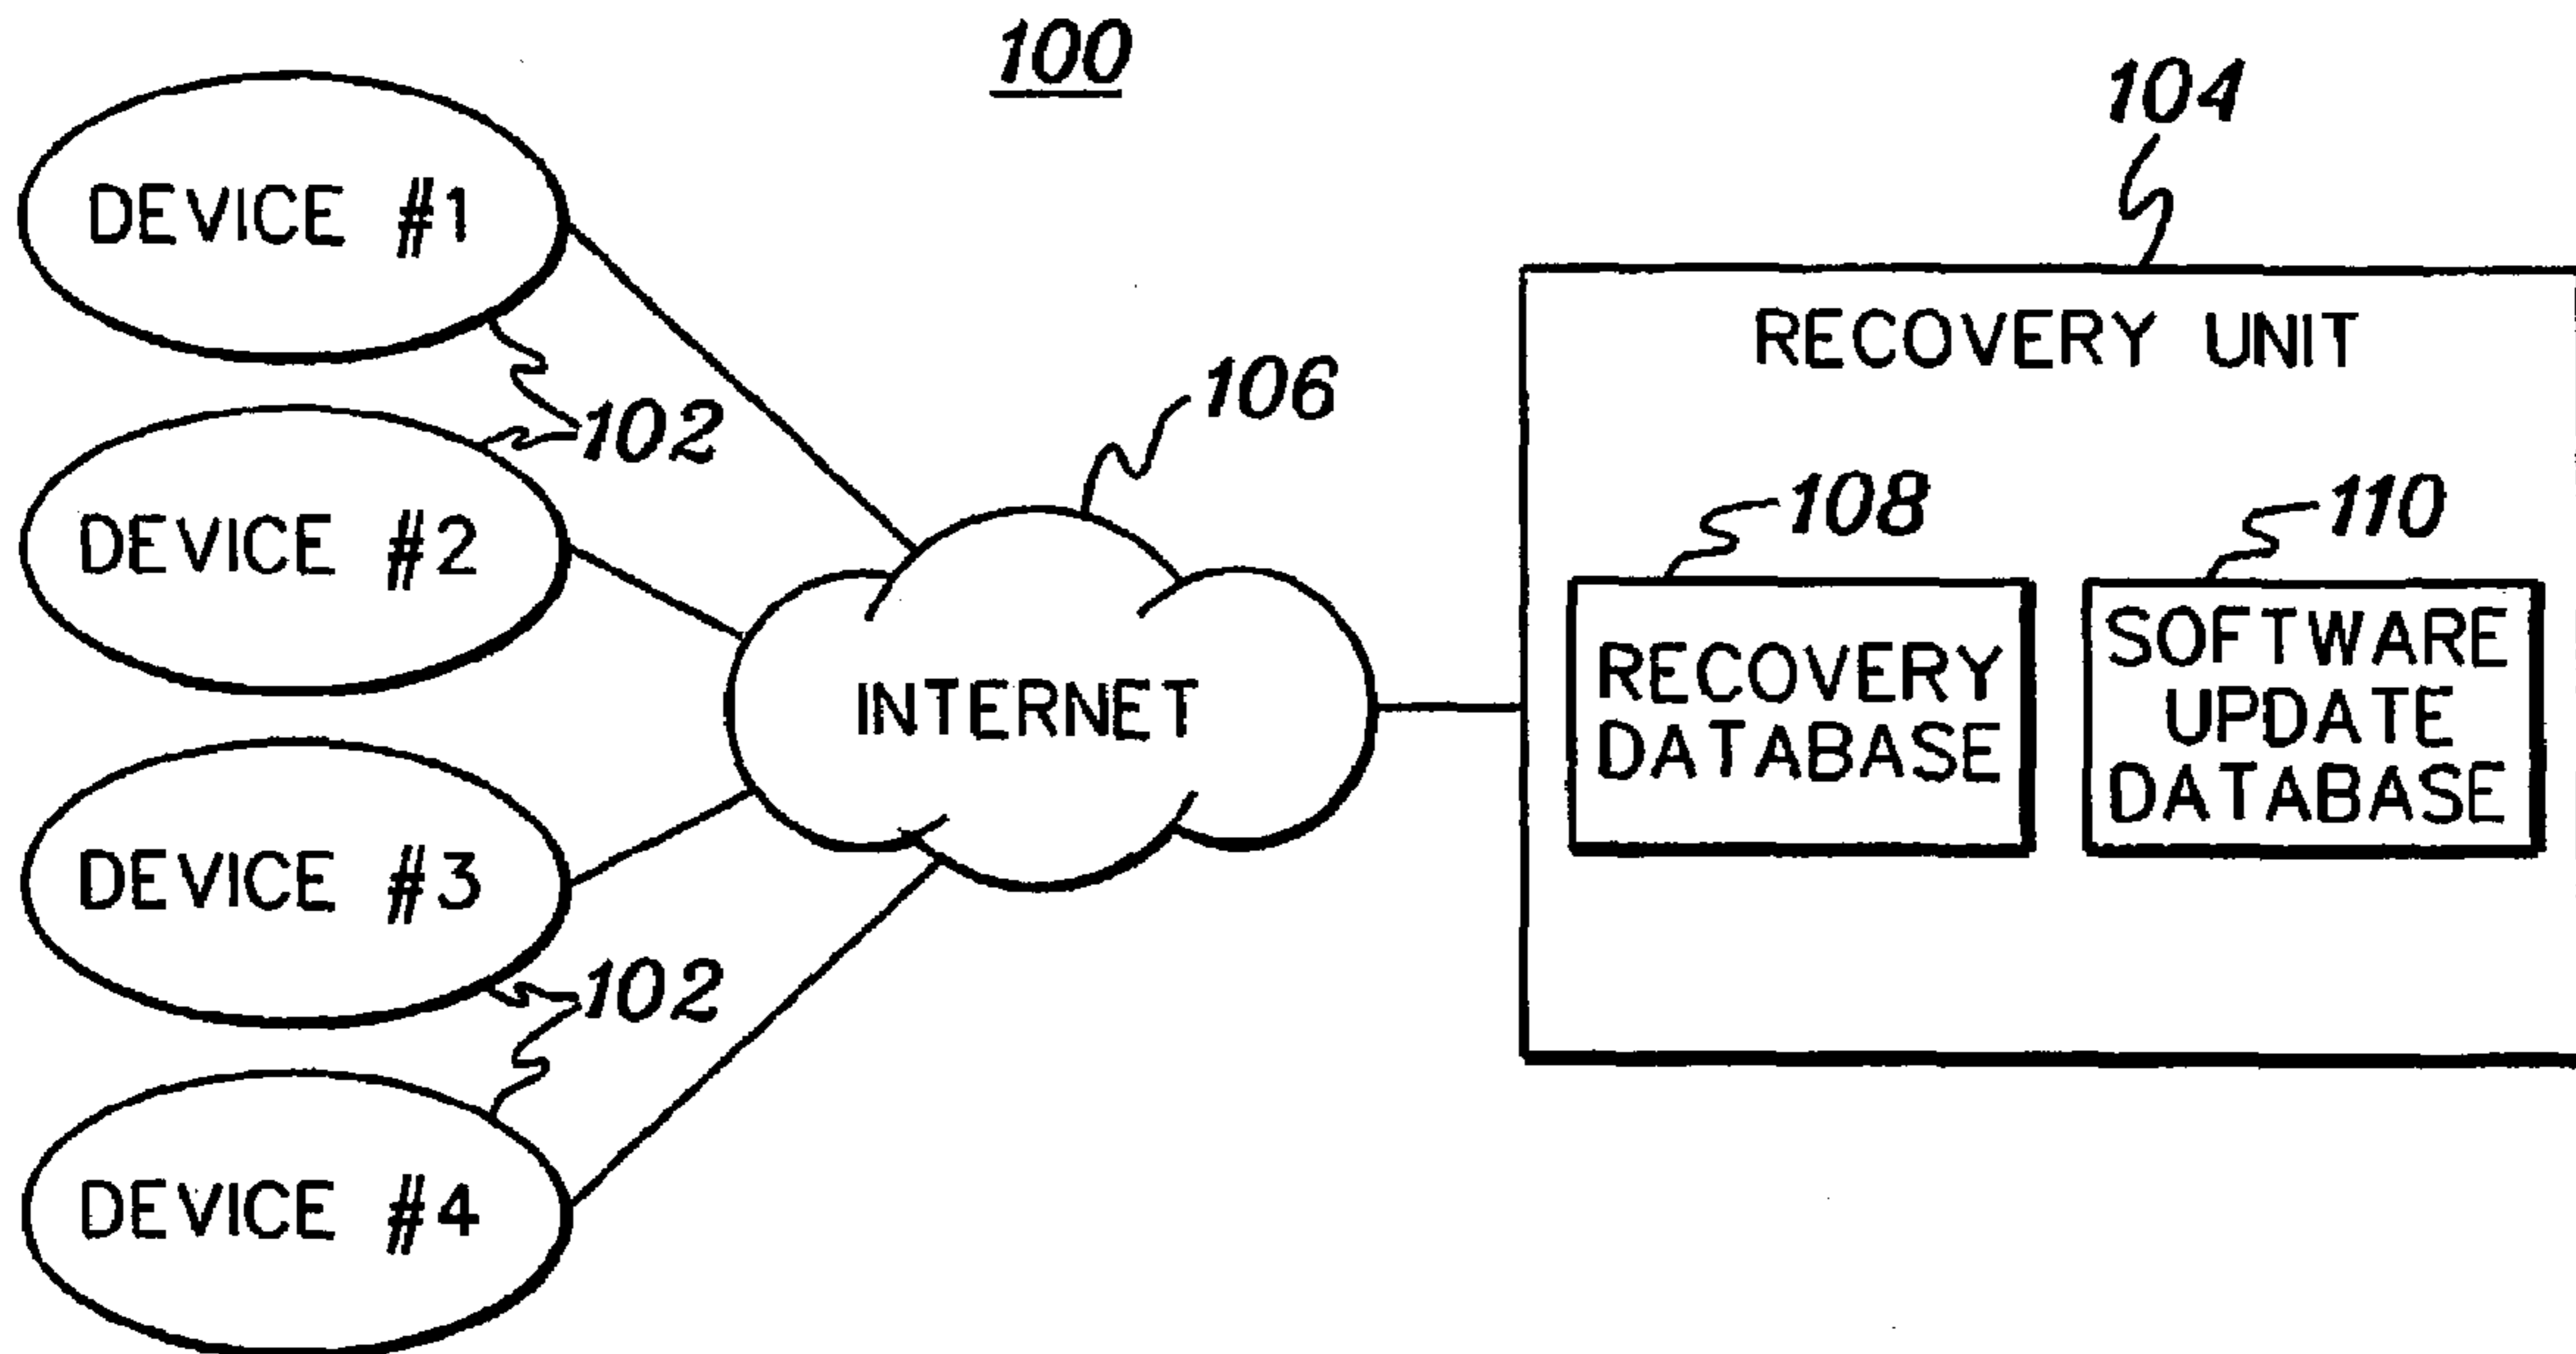 100
104
DEVICE #1
RECOVERY UNIT
106
102
108
110
DEVICE #2
SOFTWARE
UPDATE
DATABASE
RECOVERY
DATABASE
INTERNET
DEVICE #3
102
DEVICE #4